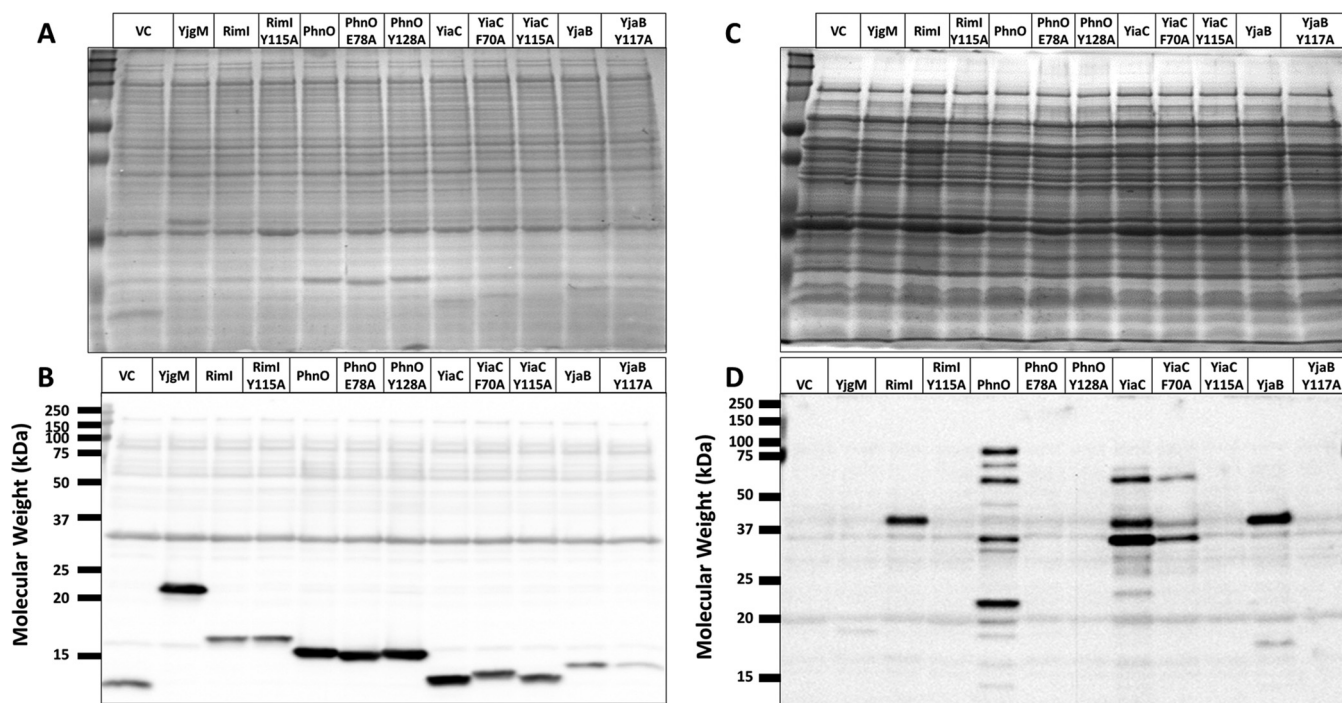 A
VC YjgM RimI RimI Y115A PhnO PhnO E78A PhnO Y128A YiaC YiaC F70A YiaC Y115A YjaB YjaB Y117A
B
VC YjgM RimI RimI Y115A PhnO PhnO E78A PhnO Y128A YiaC YiaC F70A YiaC Y115A YjaB YjaB Y117A
Molecular Weight (kDa)
250
150
100
75
50
37
25
20
15
C
VC YjgM RimI RimI Y115A PhnO PhnO E78A PhnO Y128A YiaC YiaC F70A YiaC Y115A YjaB YjaB Y117A
D
VC YjgM RimI RimI Y115A PhnO PhnO E78A PhnO Y128A YiaC YiaC F70A YiaC Y115A YjaB YjaB Y117A
Molecular Weight (kDa)
250
150
100
75
50
37
25
20
15